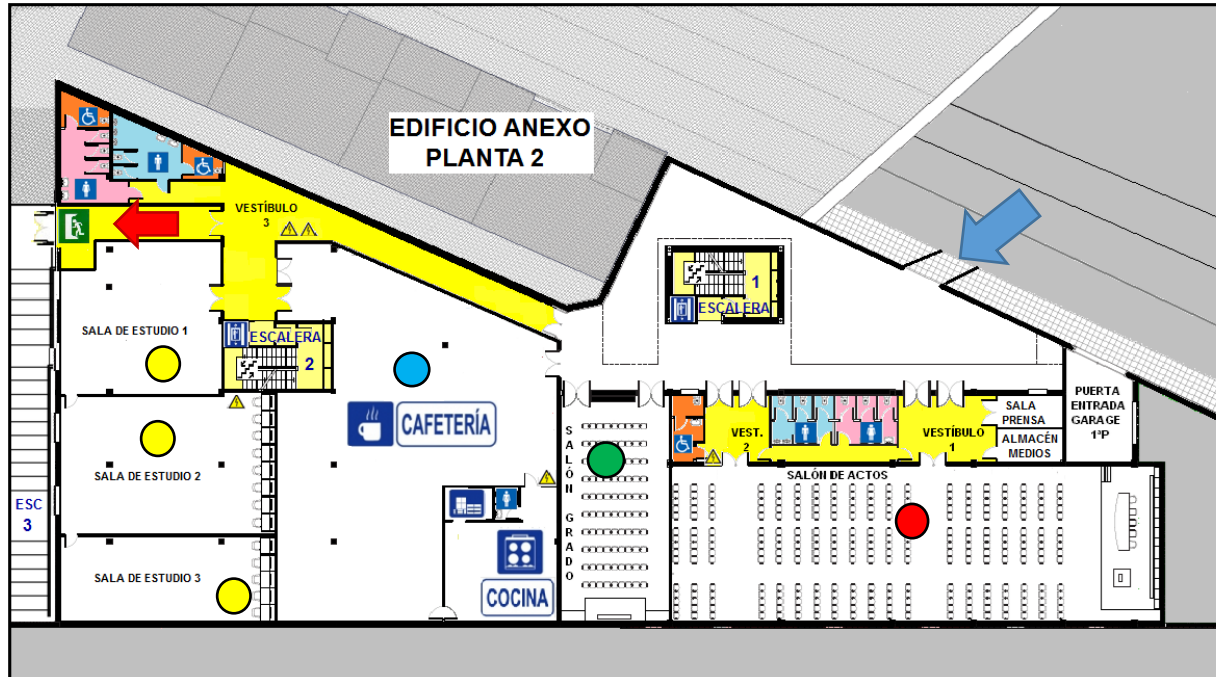 EDIFICIO ANEXO
PLANTA 2
VESTÍBULO
3
1
ESCALERA
SALA DE ESTUDIO 1
ESCALERA
2
CAFETERÍA
SALA DE ESTUDIO 2
ESC
3
SALA DE ESTUDIO 3
COCINA
SALÓN GRADO
VEST.
2
VESTÍBULO
1
SALA
PRENSA
ALMACÉN
MEDIOS
PUERTA
ENTRADA
GARAGE
1ªP
SALÓN DE ACTOS